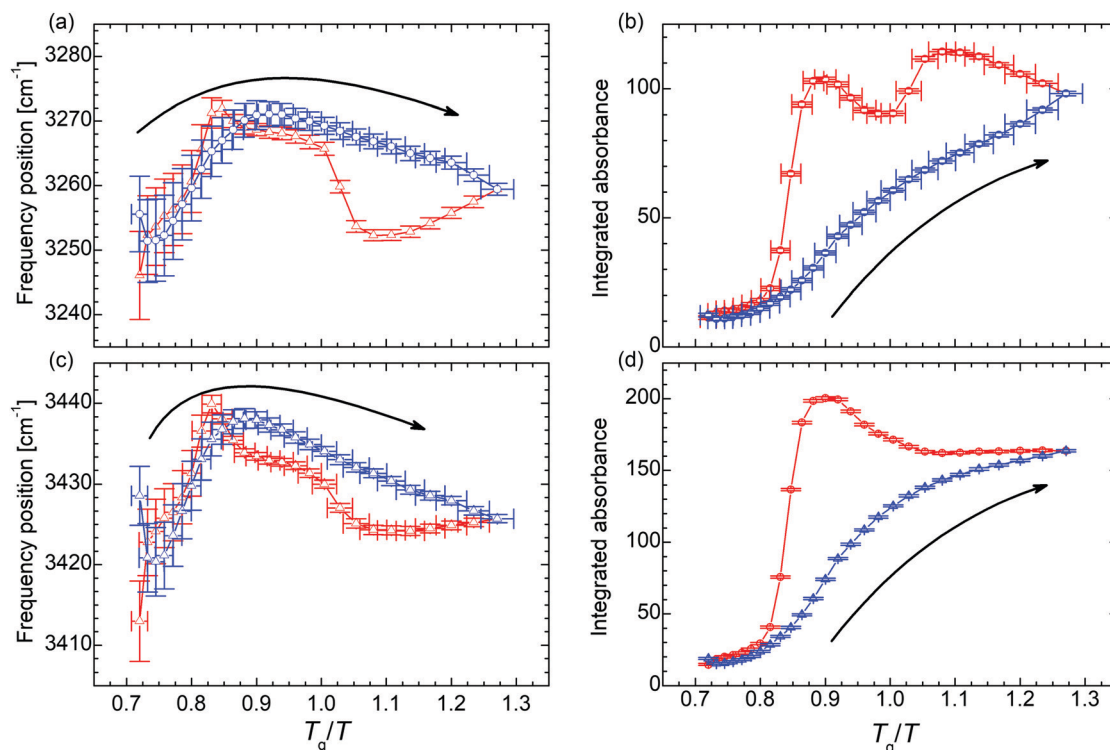 (a)
Frequency position [cm⁻¹]
3280
3270
3260
3250
3240
(b)
Integrated absorbance
100
50
0
(c)
Frequency position [cm⁻¹]
3440
3430
3420
3410
0.7 0.8 0.9 1.0 1.1 1.2 1.3
T_g/T
(d)
Integrated absorbance
200
150
100
50
0
0.7 0.8 0.9 1.0 1.1 1.2 1.3
T_g/T